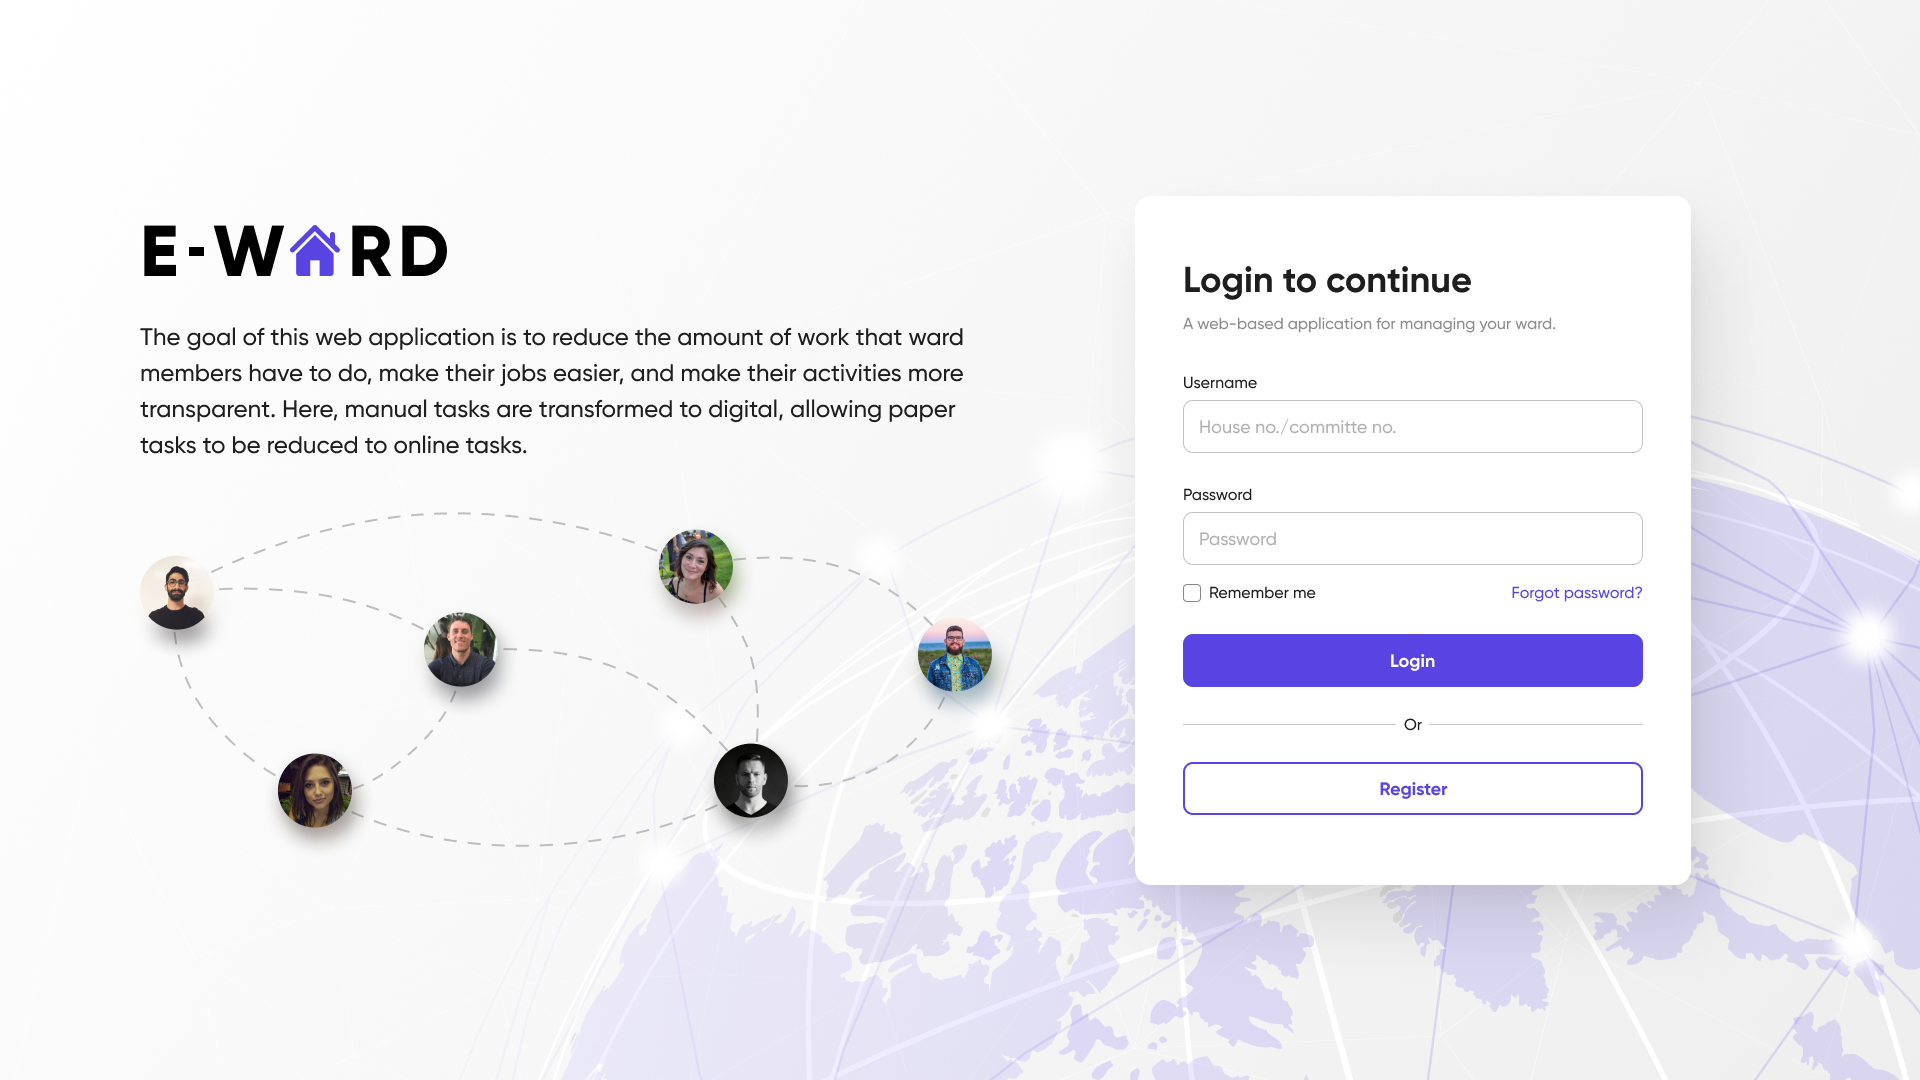 E-WARD
The goal of this web application is to reduce the amount of work that ward
members have to do, make their jobs easier, and make their activities more
transparent. Here, manual tasks are transformed to digital, allowing paper
tasks to be reduced to online tasks.
Login to continue
A web-based application for managing your ward.
Username
House no./committe no.
Password
Password
Remember me
Forgot password?
Login
Or
Register